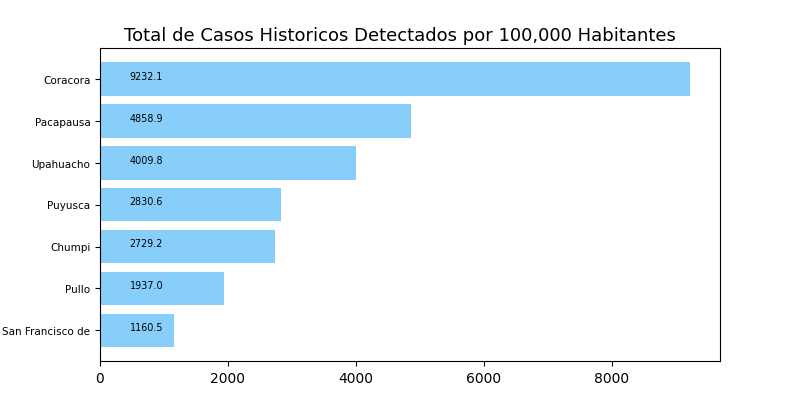 Total de Casos Historicos Detectados por 100,000 Habitantes
Coracora 9232.1
Pacapausa 4858.9
Upahuacho 4009.8
Puyusca 2830.6
Chumpi 2729.2
Pullo 1937.0
San Francisco de 1160.5
0 2000 4000 6000 8000